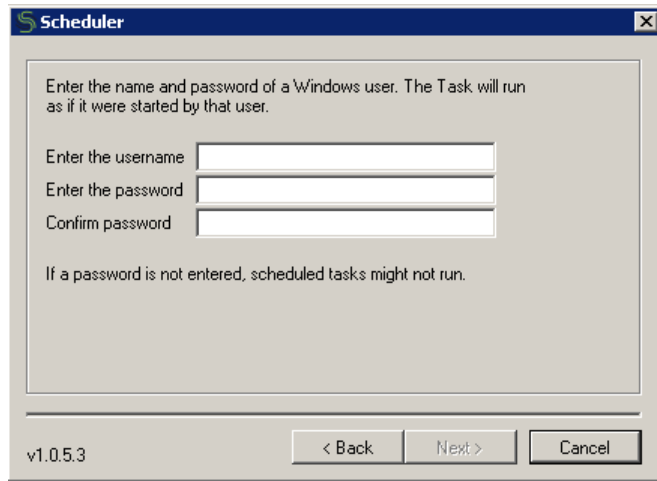 Scheduler
Enter the name and password of a Windows user. The Task will run
as if it were started by that user.
Enter the username
Enter the password
Confirm password
If a password is not entered, scheduled tasks might not run.
v1.0.5.3
< Back
Next >
Cancel